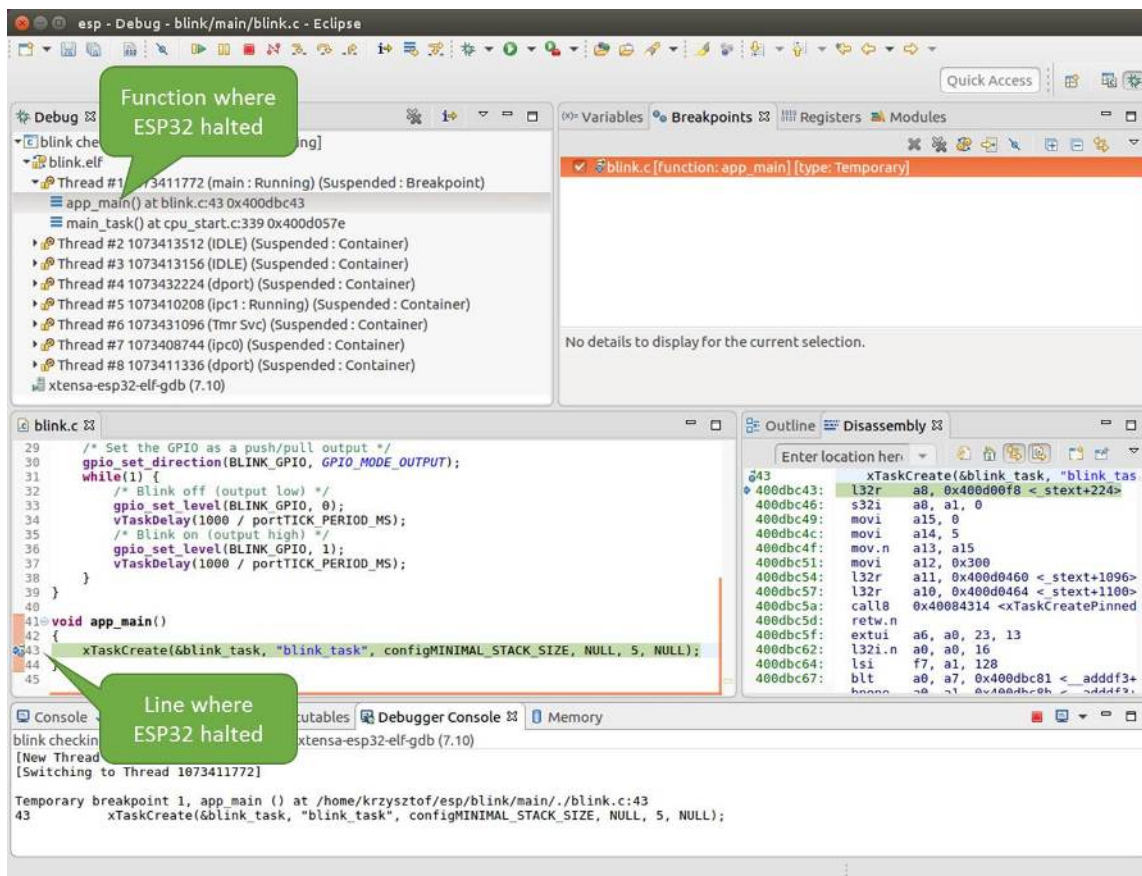 esp - Debug - blink/main/blink.c - Eclipse
Quick Access
Function where
ESP32 halted
Debug
blink che
ing]
blink.elf
Thread #1 1073411772 (main : Running) (Suspended : Breakpoint)
app_main() at blink.c:43 0x400dbc43
main_task() at cpu_start.c:339 0x400d057e
Thread #2 1073413512 (IDLE) (Suspended : Container)
Thread #3 1073413156 (IDLE) (Suspended : Container)
Thread #4 1073432224 (dport) (Suspended : Container)
Thread #5 1073410208 (ipc1 : Running) (Suspended : Container)
Thread #6 1073431096 (Tmr Svc) (Suspended : Container)
Thread #7 1073408744 (ipc0) (Suspended : Container)
Thread #8 1073411336 (dport) (Suspended : Container)
xtensa-esp32-elf-gdb (7.10)
(x)= Variables Breakpoints Registers Modules
blink.c [function: app_main] [type: Temporary]
No details to display for the current selection.
blink.c
29 /* Set the GPIO as a push/pull output */
30 gpio_set_direction(BLINK_GPIO, GPIO_MODE_OUTPUT);
31 while(1) {
32 /* Blink off (output low) */
33 gpio_set_level(BLINK_GPIO, 0);
34 vTaskDelay(1000 / portTICK_PERIOD_MS);
35 /* Blink on (output high) */
36 gpio_set_level(BLINK_GPIO, 1);
37 vTaskDelay(1000 / portTICK_PERIOD_MS);
38 }
39 }
40
41 void app_main()
42 {
43 xTaskCreate(&blink_task, "blink_task", configMINIMAL_STACK_SIZE, NULL, 5, NULL);
44
45
Line where
ESP32 halted
Outline Disassembly
Enter location her
43 xTaskCreate(&blink_task, "blink_tas
400dbc43: l32r a8, 0x400d00f8 <_stext+224>
400dbc46: s32i a8, a1, 0
400dbc49: movi a15, 0
400dbc4c: movi a14, 5
400dbc4f: mov.n a13, a15
400dbc51: movi a12, 0x300
400dbc54: l32r a11, 0x400d0460 <_stext+1096>
400dbc57: l32r a10, 0x400d0464 <_stext+1100>
400dbc5a: call8 0x40084314 <xTaskCreatePinned
400dbc5d: retw.n
400dbc5f: extui a6, a0, 23, 13
400dbc62: l32i.n a0, a0, 16
400dbc64: lsi f7, a1, 128
400dbc67: blt a0, a7, 0x400dbc81 <__adddf3+
Console
cutables Debugger Console Memory
blink checkin
xtensa-esp32-elf-gdb (7.10)
[New Thread
[Switching to Thread 1073411772]
Temporary breakpoint 1, app_main () at /home/krzysztof/esp/blink/main/./blink.c:43
43 xTaskCreate(&blink_task, "blink_task", configMINIMAL_STACK_SIZE, NULL, 5, NULL);